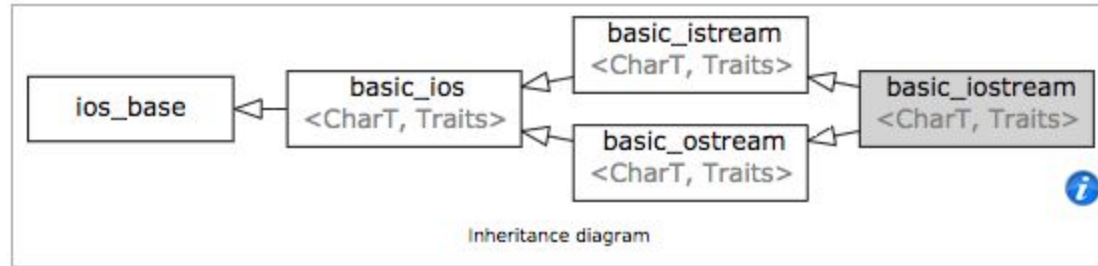 ios_base
basic_ios
<CharT, Traits>
basic_istream
<CharT, Traits>
basic_ostream
<CharT, Traits>
basic_iostream
<CharT, Traits>
i
Inheritance diagram